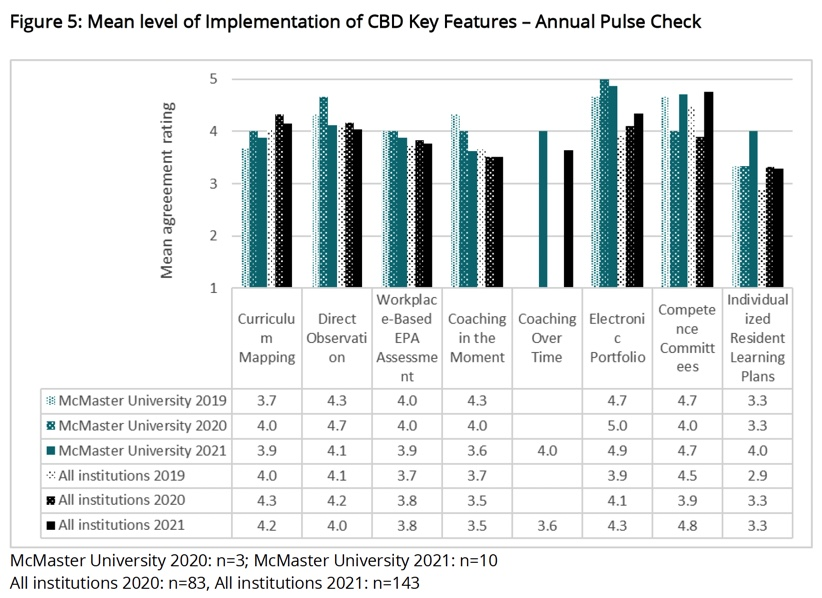 Figure 5: Mean level of Implementation of CBD Key Features – Annual Pulse Check
Mean agreeement rating
5
4
3
2
1
Curriculu
m
Mapping
Direct
Observati
on
Workplac
e-Based
EPA
Assessme
nt
Coaching
in the
Moment
Coaching
Over
Time
Electroni
c
Portfolio
Compete
nce
Committ
ees
Individual
ized
Resident
Learning
Plans
McMaster University 2019 3.7 4.3 4.0 4.3 4.7 4.7 3.3
McMaster University 2020 4.0 4.7 4.0 4.0 5.0 4.0 3.3
McMaster University 2021 3.9 4.1 3.9 3.6 4.0 4.9 4.7 4.0
All institutions 2019 4.0 4.1 3.7 3.7 3.9 4.5 2.9
All institutions 2020 4.3 4.2 3.8 3.5 4.1 3.9 3.3
All institutions 2021 4.2 4.0 3.8 3.5 3.6 4.3 4.8 3.3
McMaster University 2020: n=3; McMaster University 2021: n=10
All institutions 2020: n=83, All institutions 2021: n=143